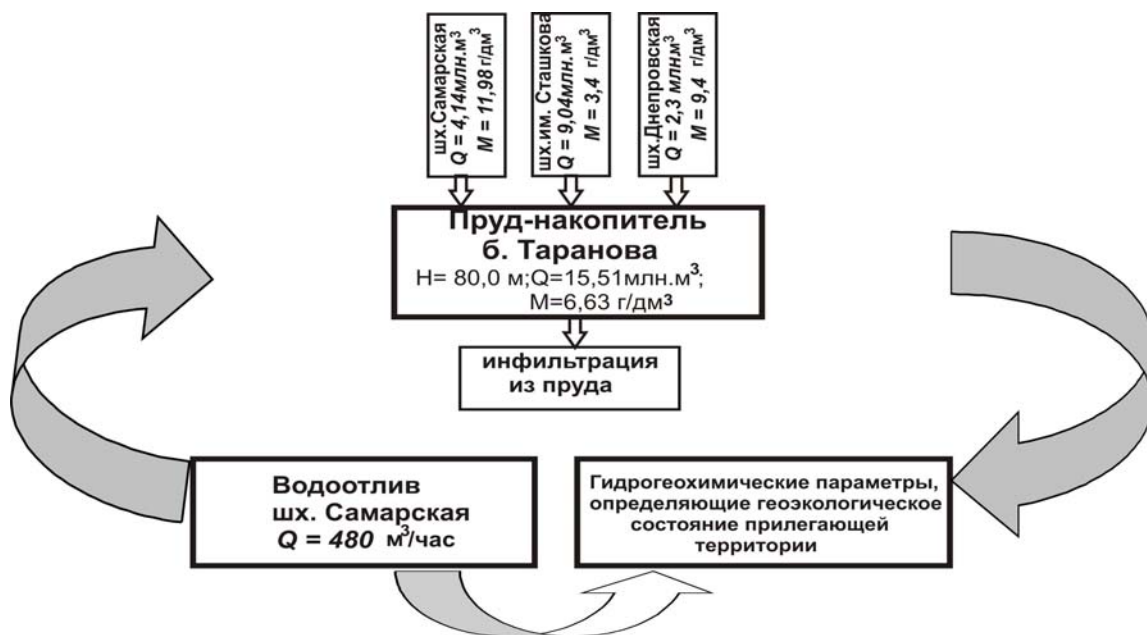 шх.Самарская
Q = 4,14млн.м³
М = 11,98 г/дм³
шх.им. Сташкова
Q = 9,04млн.м³
М = 3,4 г/дм³
шх.Днепровская
Q = 2,3 млн.м³
М = 9,4 г/дм³
Пруд-накопитель
б. Таранова
Н= 80,0 м;Q=15,51млн.м³;
М=6,63 г/дм³
инфильтрация
из пруда
Водоотлив
шх. Самарская
Q = 480 м³/час
Гидрогеохимические параметры,
определяющие геоэкологическое
состояние прилегающей
территории